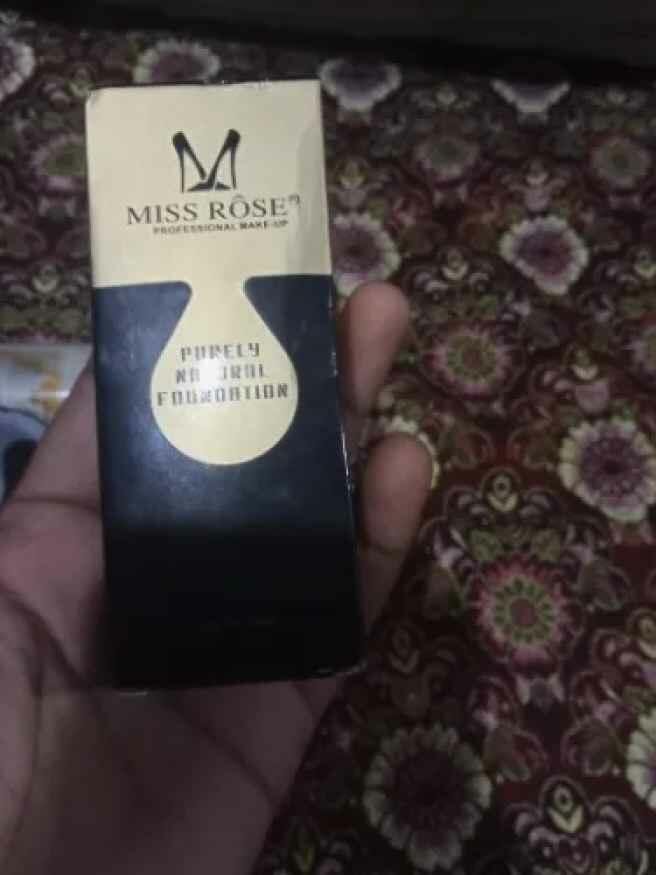 MISS RÔSE
PROFESSIONAL MAKE-UP
PURELY
NATURAL
FOUNDATION